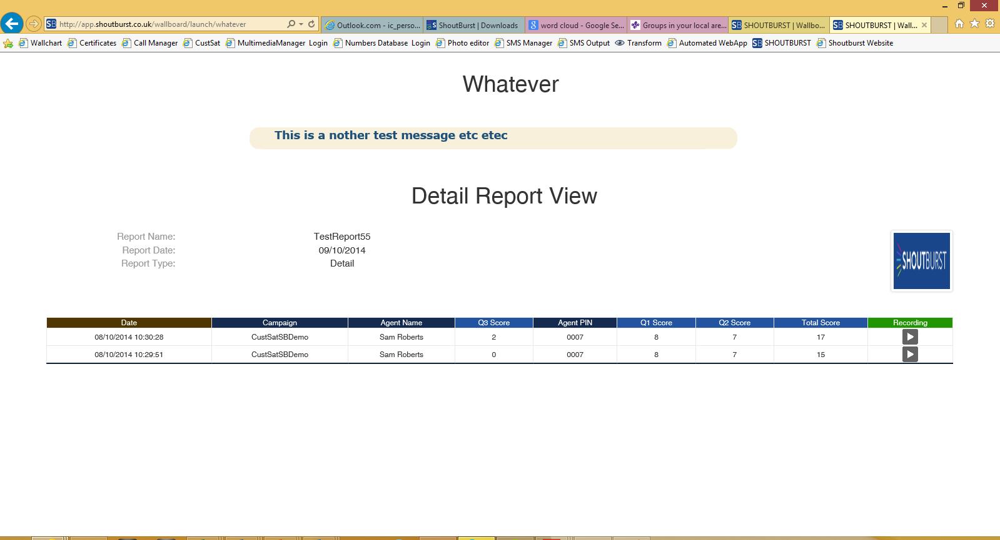 http://app.shoutburst.co.uk/wallboard/launch/whatever
Outlook.com - ic_perso... ShoutBurst | Downloads word cloud - Google Se... Groups in your local are... SHOUTBURST | Wallbo... SHOUTBURST | Wall...
Wallchart Certificates Call Manager CustSat MultimediaManager Login Numbers Database Login Photo editor SMS Manager SMS Output Transform Automated WebApp SHOUTBURST Shoutburst Website
Whatever
This is a nother test message etc etec
Detail Report View
Report Name: TestReport55
Report Date: 09/10/2014
Report Type: Detail
SHOUTBURST
Date Campaign Agent Name Q3 Score Agent PIN Q1 Score Q2 Score Total Score Recording
08/10/2014 10:30:28 CustSatSBDemo Sam Roberts 2 0007 8 7 17
08/10/2014 10:29:51 CustSatSBDemo Sam Roberts 0 0007 8 7 15